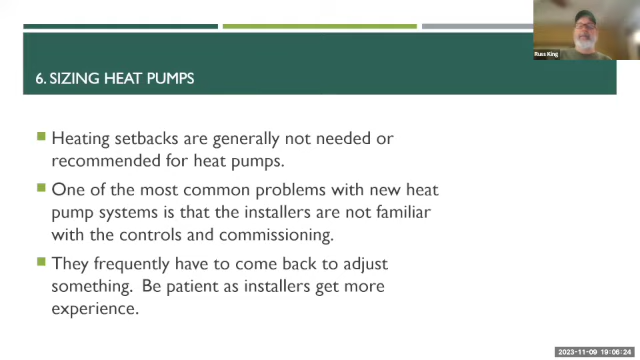 Russ King
6. SIZING HEAT PUMPS
Heating setbacks are generally not needed or
recommended for heat pumps.
One of the most common problems with new heat
pump systems is that the installers are not familiar
with the controls and commissioning.
They frequently have to come back to adjust
something. Be patient as installers get more
experience.
2023-11-09 19:06:24